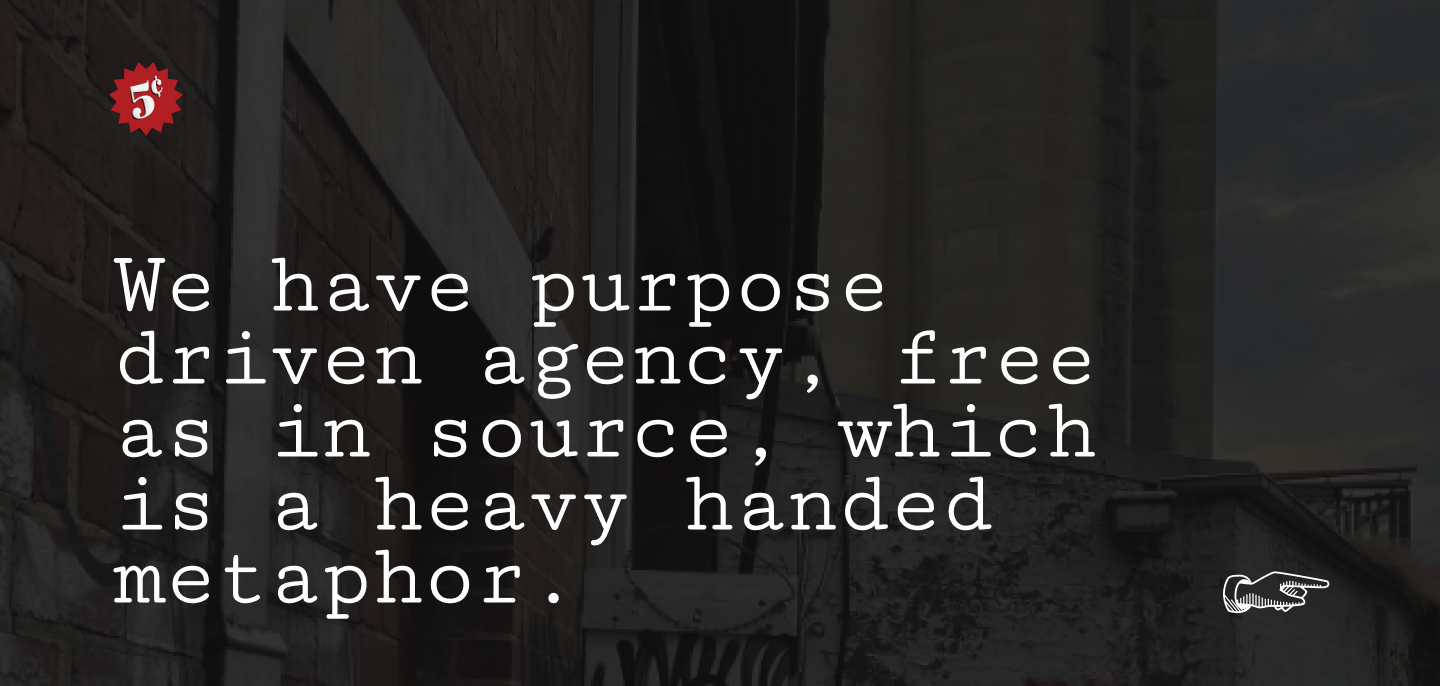 5¢
We have purpose
driven agency, free
as in source, which
is a heavy handed
metaphor.